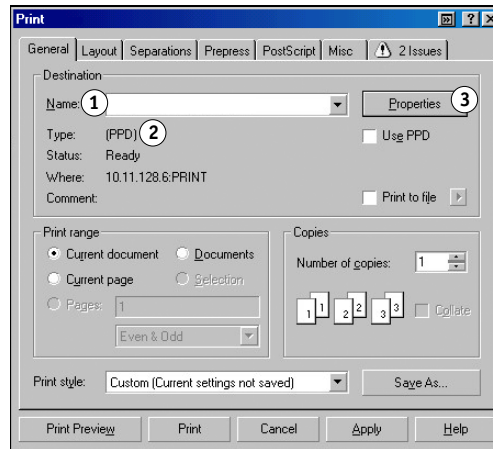 Print
General Layout Separations Prepress PostScript Misc 2 Issues
Destination
Name: 1
Properties 3
Type: (PPD) 2
Use PPD
Status: Ready
Where: 10.11.128.6:PRINT
Comment:
Print to file
Print range
Current document Documents
Current page Selection
Pages: 1
Even & Odd
Copies
Number of copies: 1
1 1 2 2 3 3
Collate
Print style: Custom (Current settings not saved) Save As...
Print Preview Print Cancel Apply Help